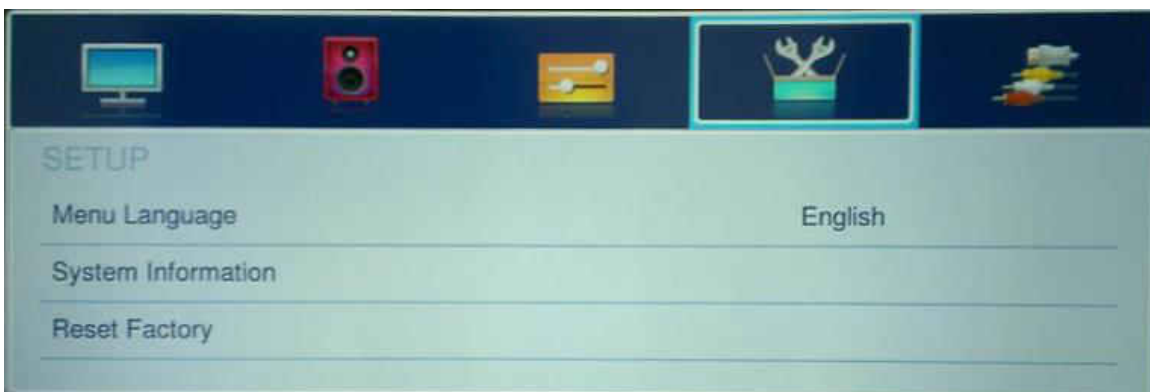 SETUP
Menu Language English
System Information
Reset Factory